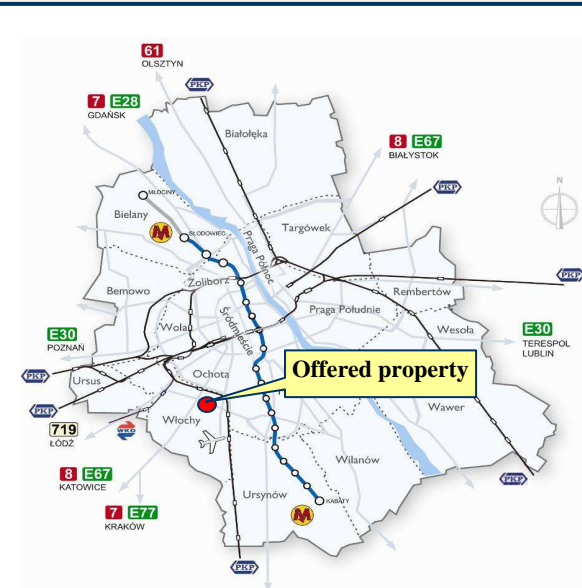 61
OLSZTYN
PKP
7 E28
GDAŃSK
Białołęka
8 E67
BIAŁYSTOK
PKP
N
MŁOCINY
Bielany
M
SŁODOWIEC
Targówek
Praga Północ
PKP
Żoliborz
Bemowo
Rembertów
Śródmieście
Praga Południe
Wola
Wesoła
E30
POZNAŃ
E30
TERESPOL
LUBLIN
Offered property
Ochota
PKP
Ursus
PKP
Wawer
719
ŁÓDŹ
WKD
Włochy
Wilanów
8 E67
KATOWICE
PKP
Ursynów
KABATY
M
7 E77
KRAKÓW
PKP